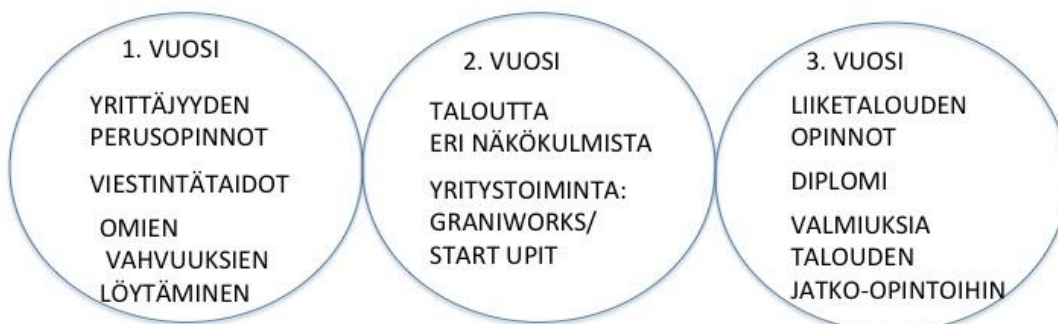 1. VUOSI
YRITTÄJYYDEN
PERUSOPINNOT
VIESTINTÄTAIDOT
OMIEN
VAHVUUKSIEN
LÖYTÄMINEN
2. VUOSI
TALOUTTA
ERI NÄKÖKULMISTA
YRITYSTOIMINTA:
GRANIWORKS/
START UPIT
3. VUOSI
LIIKETALOUDEN
OPINNOT
DIPLOMI
VALMIUKSIA
TALOUDEN
JATKO-OPINTOIHIN